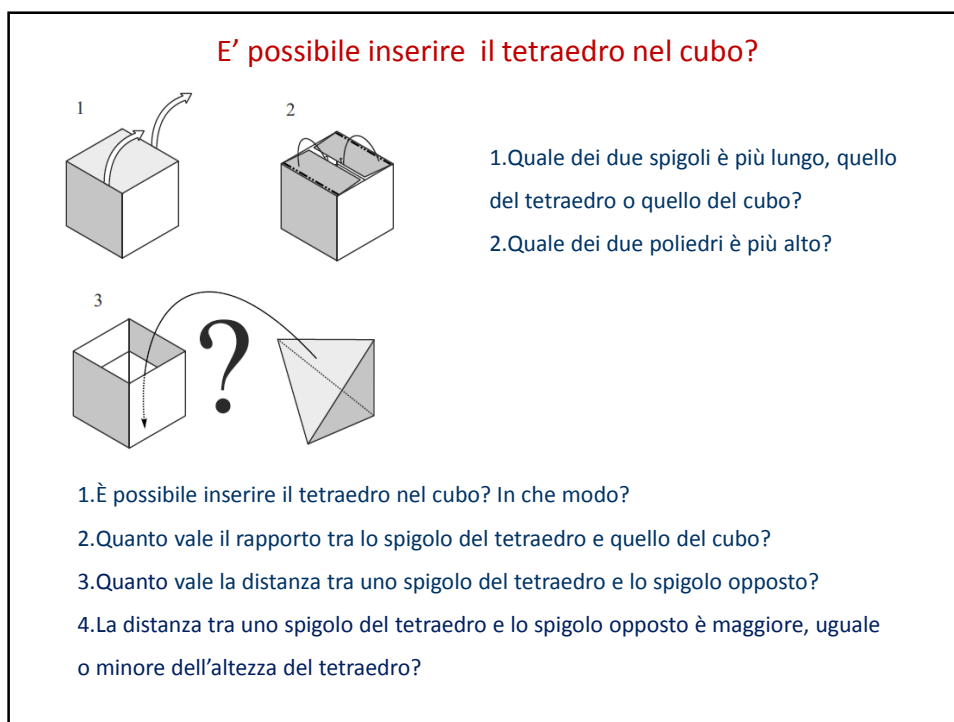 E' possibile inserire il tetraedro nel cubo?
1
2
1.Quale dei due spigoli è più lungo, quello
del tetraedro o quello del cubo?
2.Quale dei due poliedri è più alto?
3
?
1.È possibile inserire il tetraedro nel cubo? In che modo?
2.Quanto vale il rapporto tra lo spigolo del tetraedro e quello del cubo?
3.Quanto vale la distanza tra uno spigolo del tetraedro e lo spigolo opposto?
4.La distanza tra uno spigolo del tetraedro e lo spigolo opposto è maggiore, uguale
o minore dell’altezza del tetraedro?